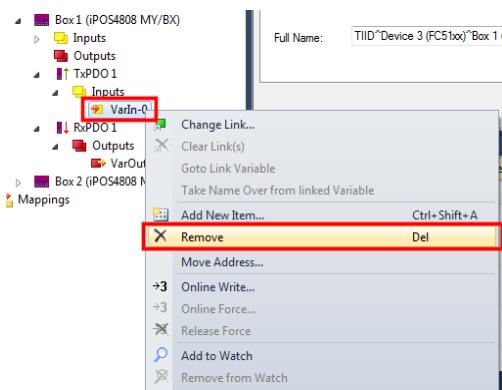 Box 1 (iPOS4808 MY/BX)
Inputs
Outputs
TxPDO 1
Inputs
VarIn-0
RxPDO 1
Outputs
VarOut
Box 2 (iPOS4808 M
Mappings
Full Name: TIID^Device 3 (FC51xx)^Box 1 (
Change Link...
Clear Link(s)
Goto Link Variable
Take Name Over from linked Variable
Add New Item... Ctrl+Shift+A
Remove Del
Move Address...
Online Write...
Online Force...
Release Force
Add to Watch
Remove from Watch